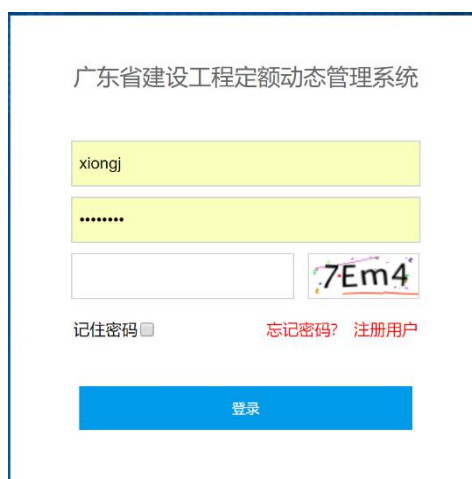 广东省建设工程定额动态管理系统
xiongj
••••••••
7Em4
记住密码 忘记密码? 注册用户
登录